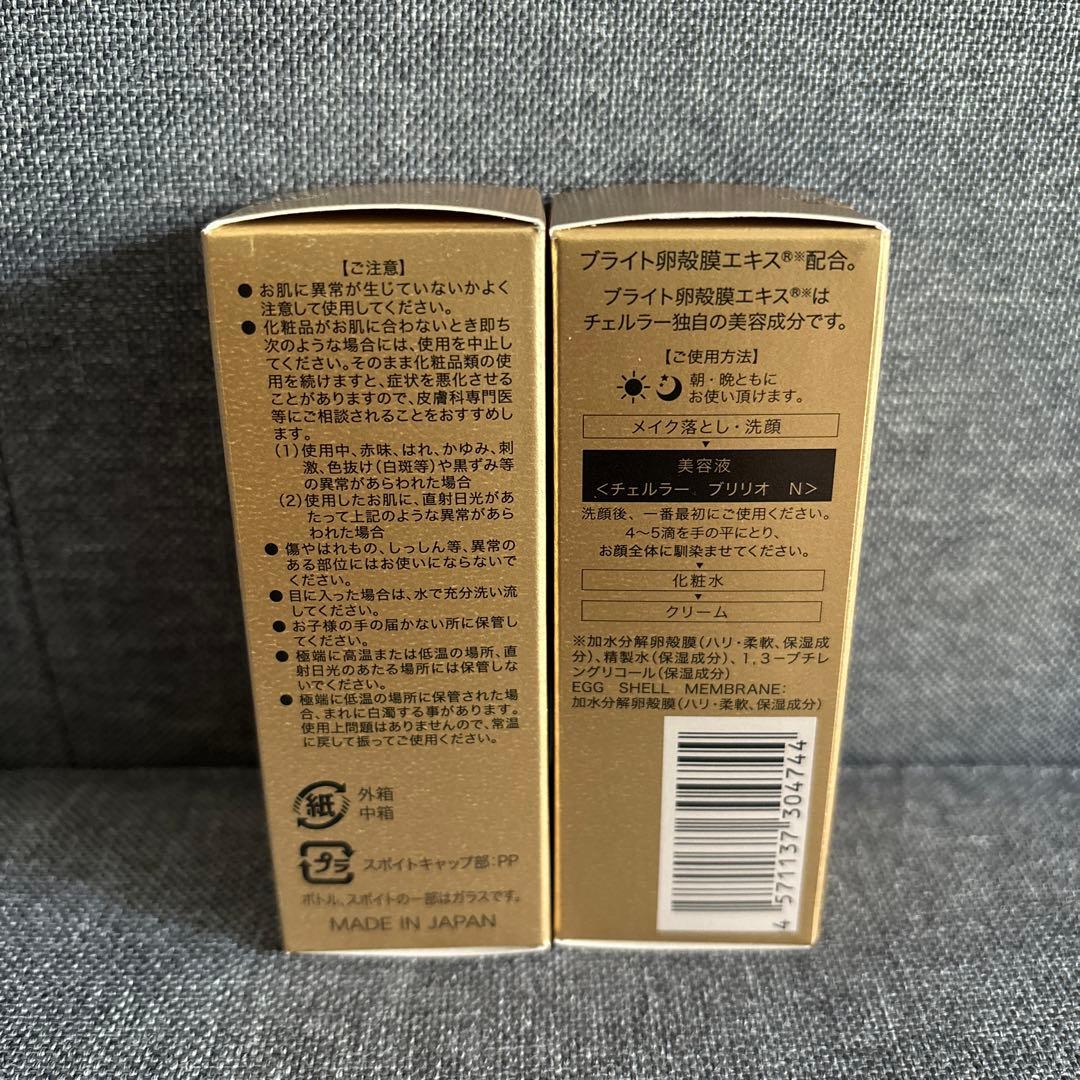 【ご注意】
●お肌に異常が生じていないかよく
注意して使用してください。
●化粧品がお肌に合わないとき即ち
次のような場合には、使用を中止し
てください。そのまま化粧品類の使
用を続けますと、症状を悪化させる
ことがありますので、皮膚科専門医
等にご相談されることをおすすめし
ます。
(1)使用中、赤味、はれ、かゆみ、刺
激、色抜け(白斑等)や黒ずみ等
の異常があらわれた場合
(2)使用したお肌に、直射日光があ
たって上記のような異常があら
われた場合
●傷やはれもの、しっしん等、異常の
ある部位にはお使いにならないで
ください。
●目に入った場合は、水で充分洗い流
してください。
●お子様の手の届かない所に保管し
てください。
●極端に高温または低温の場所、直
射日光のあたる場所には保管しな
いでください。
●極端に低温の場所に保管された場
合、まれに白濁する事があります。
使用上問題はありませんので、常温
に戻して振ってご使用ください。
紙 外箱
中箱
プラ スポイトキャップ部:PP
ボトル、スポイトの一部はガラスです。
MADE IN JAPAN
ブライト卵殻膜エキス®※配合。
ブライト卵殻膜エキス®※は
チェルラー独自の美容成分です。
【ご使用方法】
朝・晩ともに
お使い頂けます。
メイク落とし・洗顔
美容液
<チェルラー ブリリオ N>
洗顔後、一番最初にご使用ください。
4〜5滴を手の平にとり、
お顔全体に馴染ませてください。
化粧水
クリーム
※加水分解卵殻膜(ハリ・柔軟、保湿成
分)、精製水(保湿成分)、1,3-ブチレ
ングリコール(保湿成分)
EGG SHELL MEMBRANE:
加水分解卵殻膜(ハリ・柔軟、保湿成分)
4 571137 304744